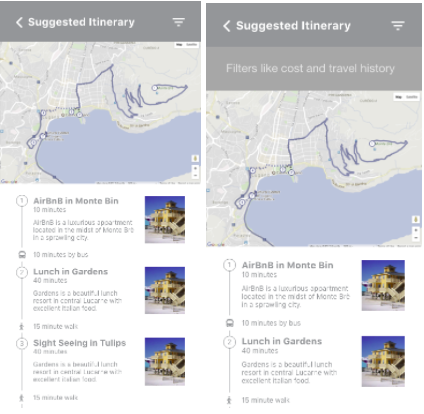 Suggested Itinerary
Map
Google
1
AirBnB in Monte Bin
10 minutes
AirBnB is a luxurious appartment
located in the midst of Monte Bré
in a sprawling city.
10 minutes by bus
2
Lunch in Gardens
40 minutes
Gardens is a beautiful lunch
resort in central Lucarne with
excellent Italian food.
15 minute walk
3
Sight Seeing in Tulips
40 minutes
Gardens is a beautiful lunch
resort in central Lucarne with
excellent Italian food.
15 minute walk
Suggested Itinerary
Filters like cost and travel history
Map
Google
1
AirBnB in Monte Bin
10 minutes
AirBnB is a luxurious appartment
located in the midst of Monte Bré
in a sprawling city.
10 minutes by bus
2
Lunch in Gardens
40 minutes
Gardens is a beautiful lunch
resort in central Lucarne with
excellent Italian food.
15 minute walk